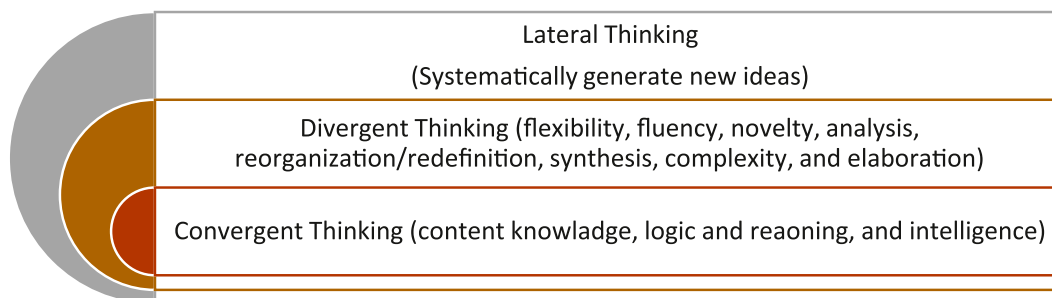 Lateral Thinking
(Systematically generate new ideas)
Divergent Thinking (flexibility, fluency, novelty, analysis,
reorganization/redefinition, synthesis, complexity, and elaboration)
Convergent Thinking (content knowladge, logic and reaoning, and intelligence)